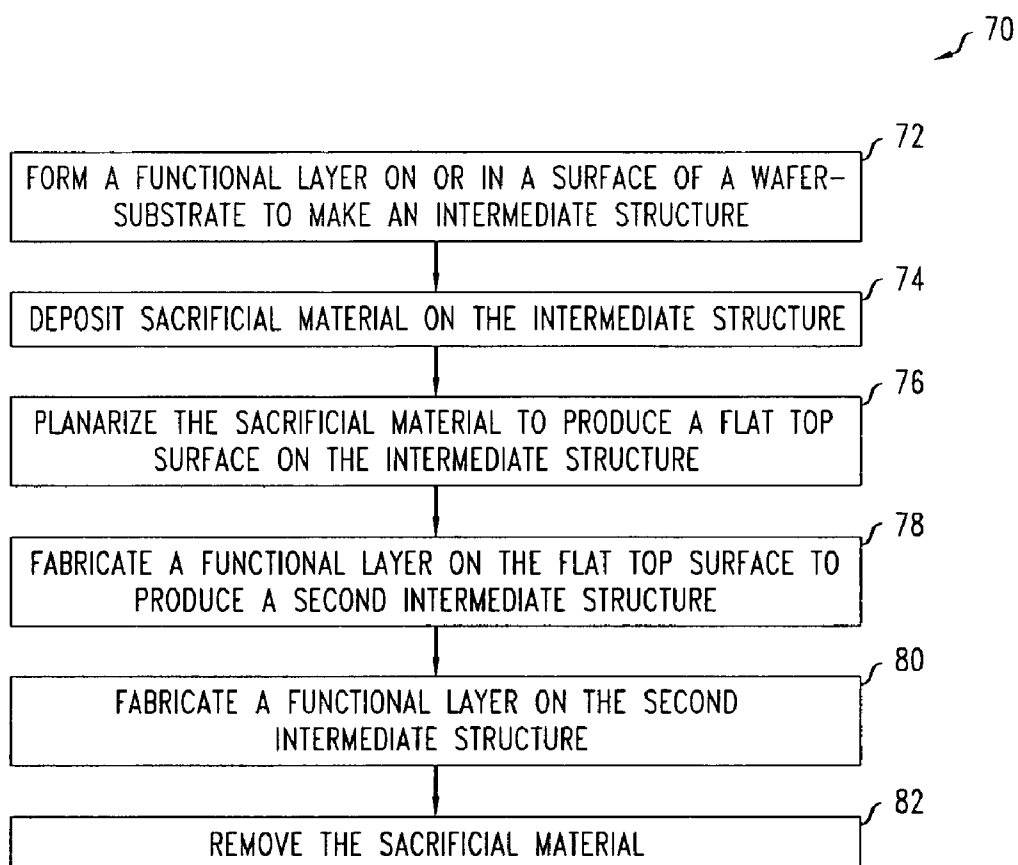 70
72
FORM A FUNCTIONAL LAYER ON OR IN A SURFACE OF A WAFER-
SUBSTRATE TO MAKE AN INTERMEDIATE STRUCTURE
74
DEPOSIT SACRIFICIAL MATERIAL ON THE INTERMEDIATE STRUCTURE
76
PLANARIZE THE SACRIFICIAL MATERIAL TO PRODUCE A FLAT TOP
SURFACE ON THE INTERMEDIATE STRUCTURE
78
FABRICATE A FUNCTIONAL LAYER ON THE FLAT TOP SURFACE TO
PRODUCE A SECOND INTERMEDIATE STRUCTURE
80
FABRICATE A FUNCTIONAL LAYER ON THE SECOND
INTERMEDIATE STRUCTURE
82
REMOVE THE SACRIFICIAL MATERIAL